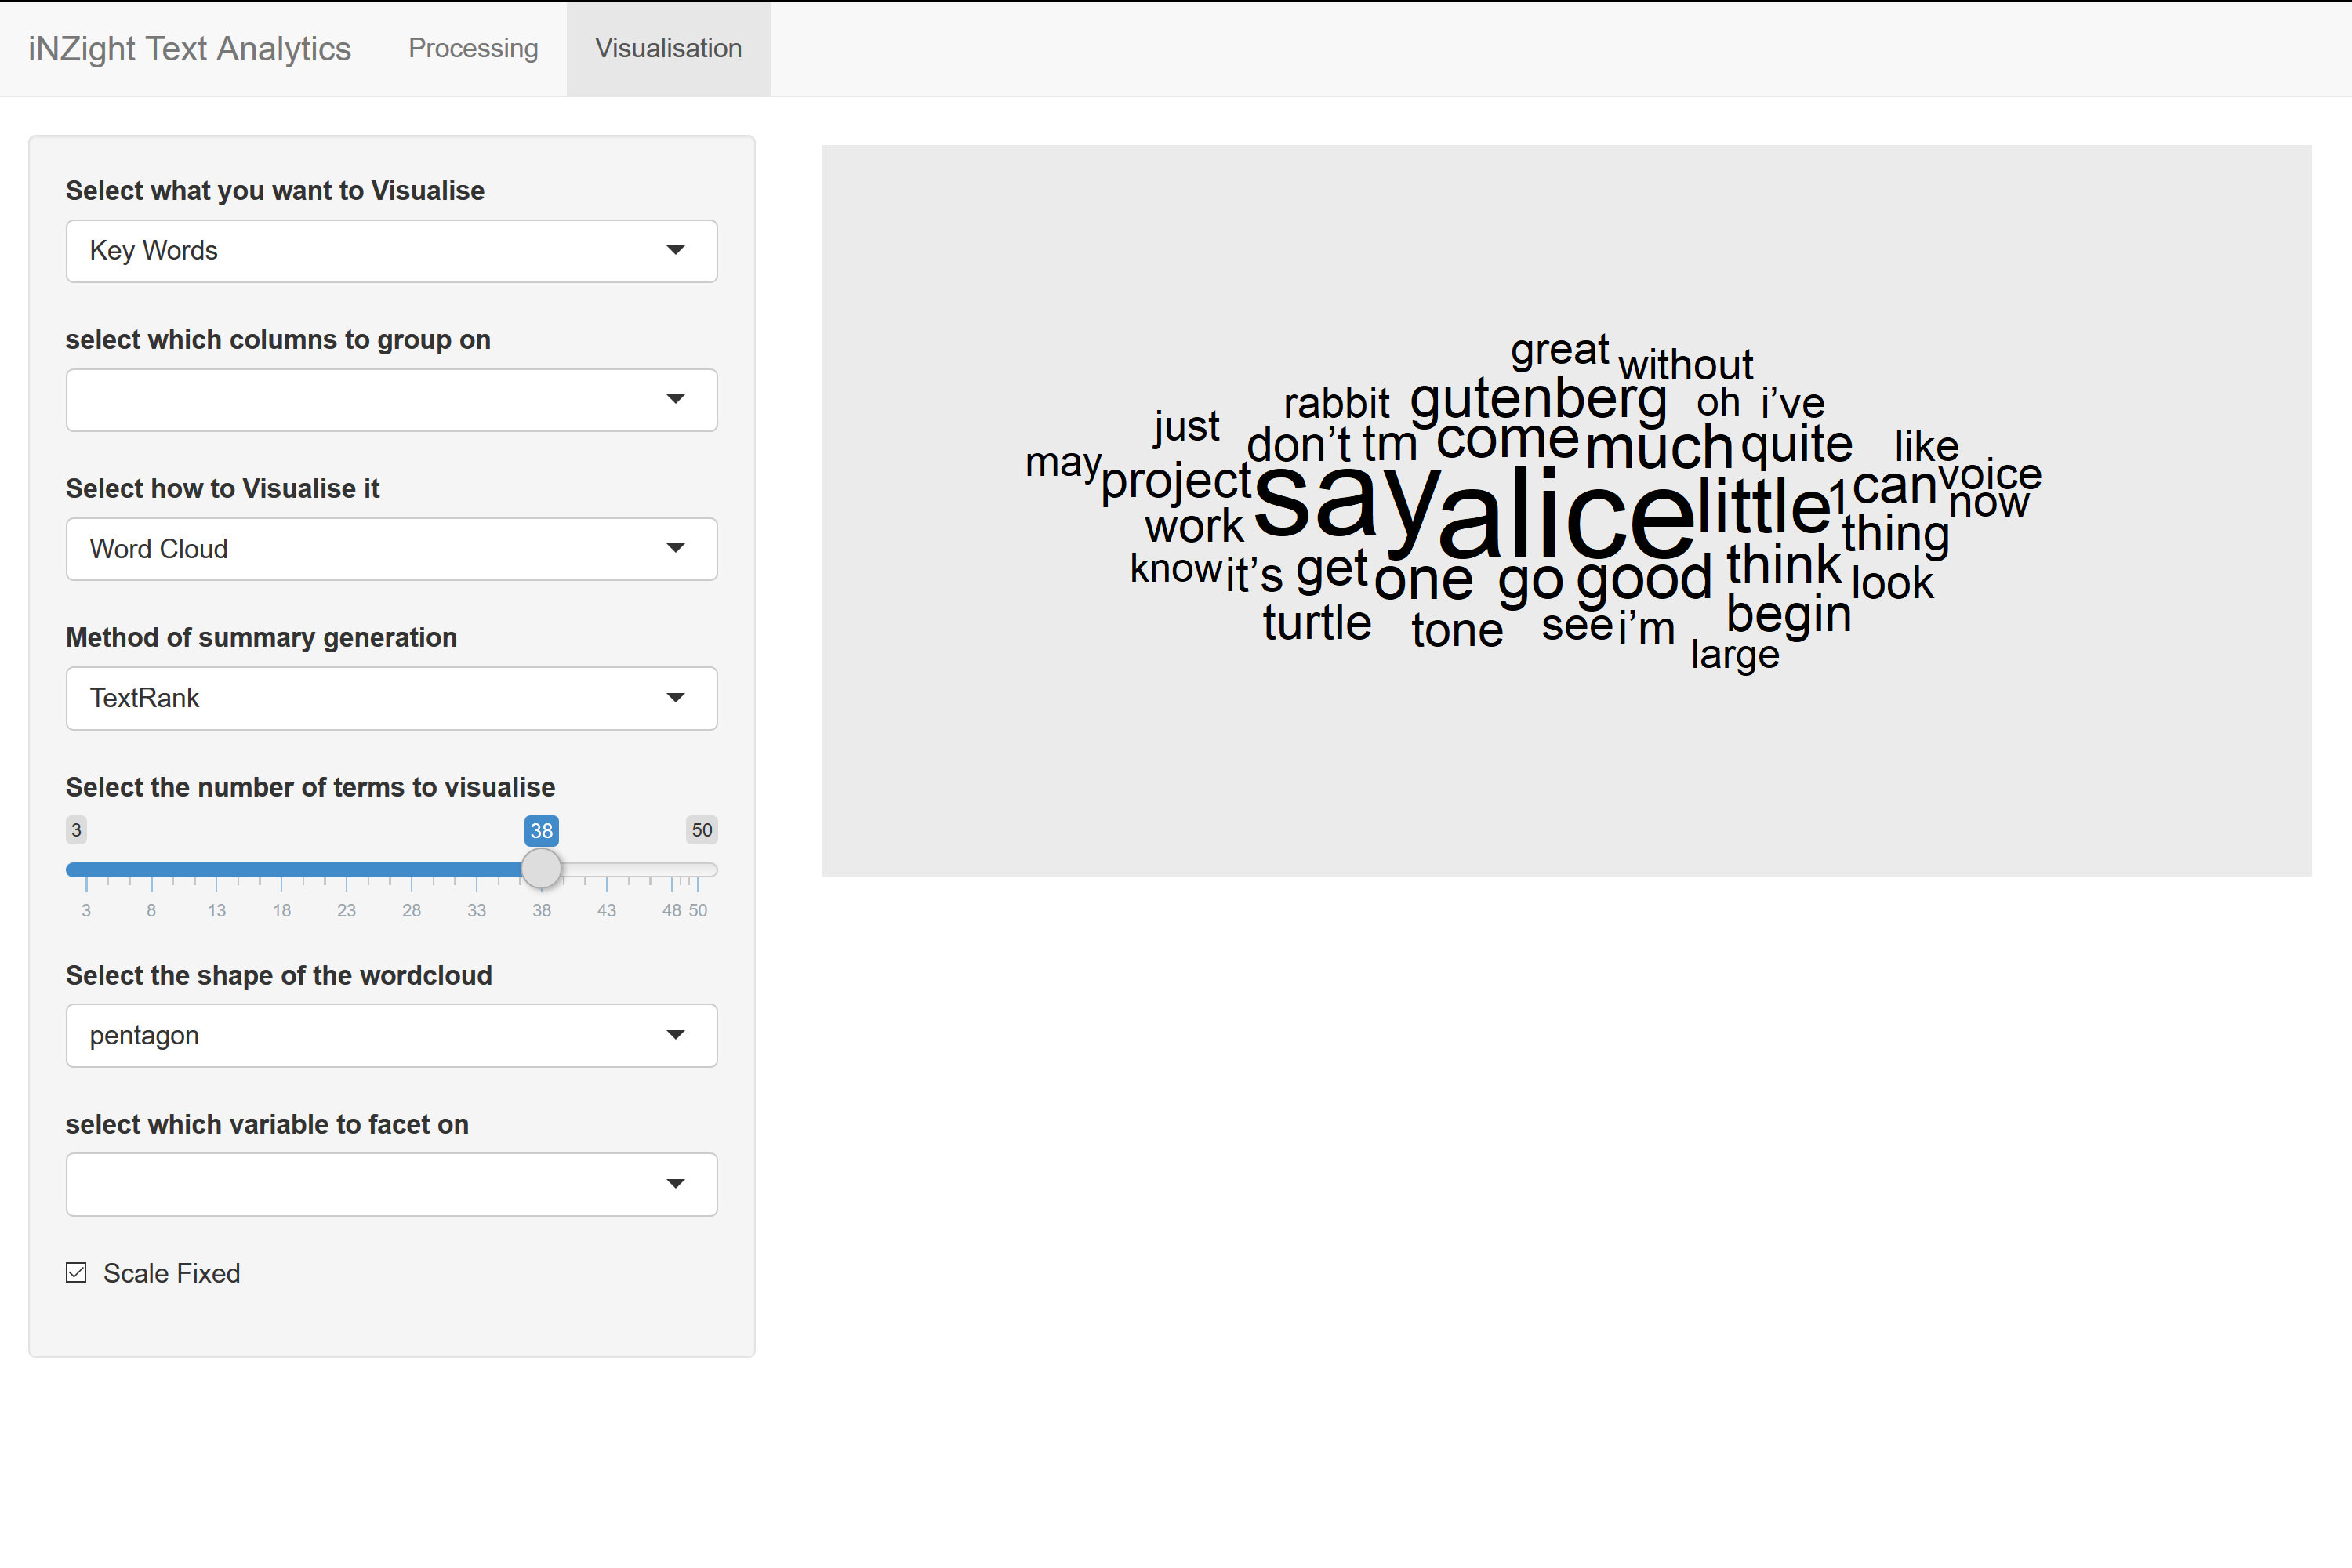 iNZight Text Analytics Processing Visualisation
Select what you want to Visualise
Key Words
select which columns to group on
Select how to Visualise it
Word Cloud
Method of summary generation
TextRank
Select the number of terms to visualise
3 38 50
3 8 13 18 23 28 33 38 43 48 50
Select the shape of the wordcloud
pentagon
select which variable to facet on
Scale Fixed
great without
rabbit gutenberg oh i’ve
just don’t tm come much quite like
may project say alice little 1 can voice
now
work thing
know it’s get one go good think look
turtle tone see i’m begin
large